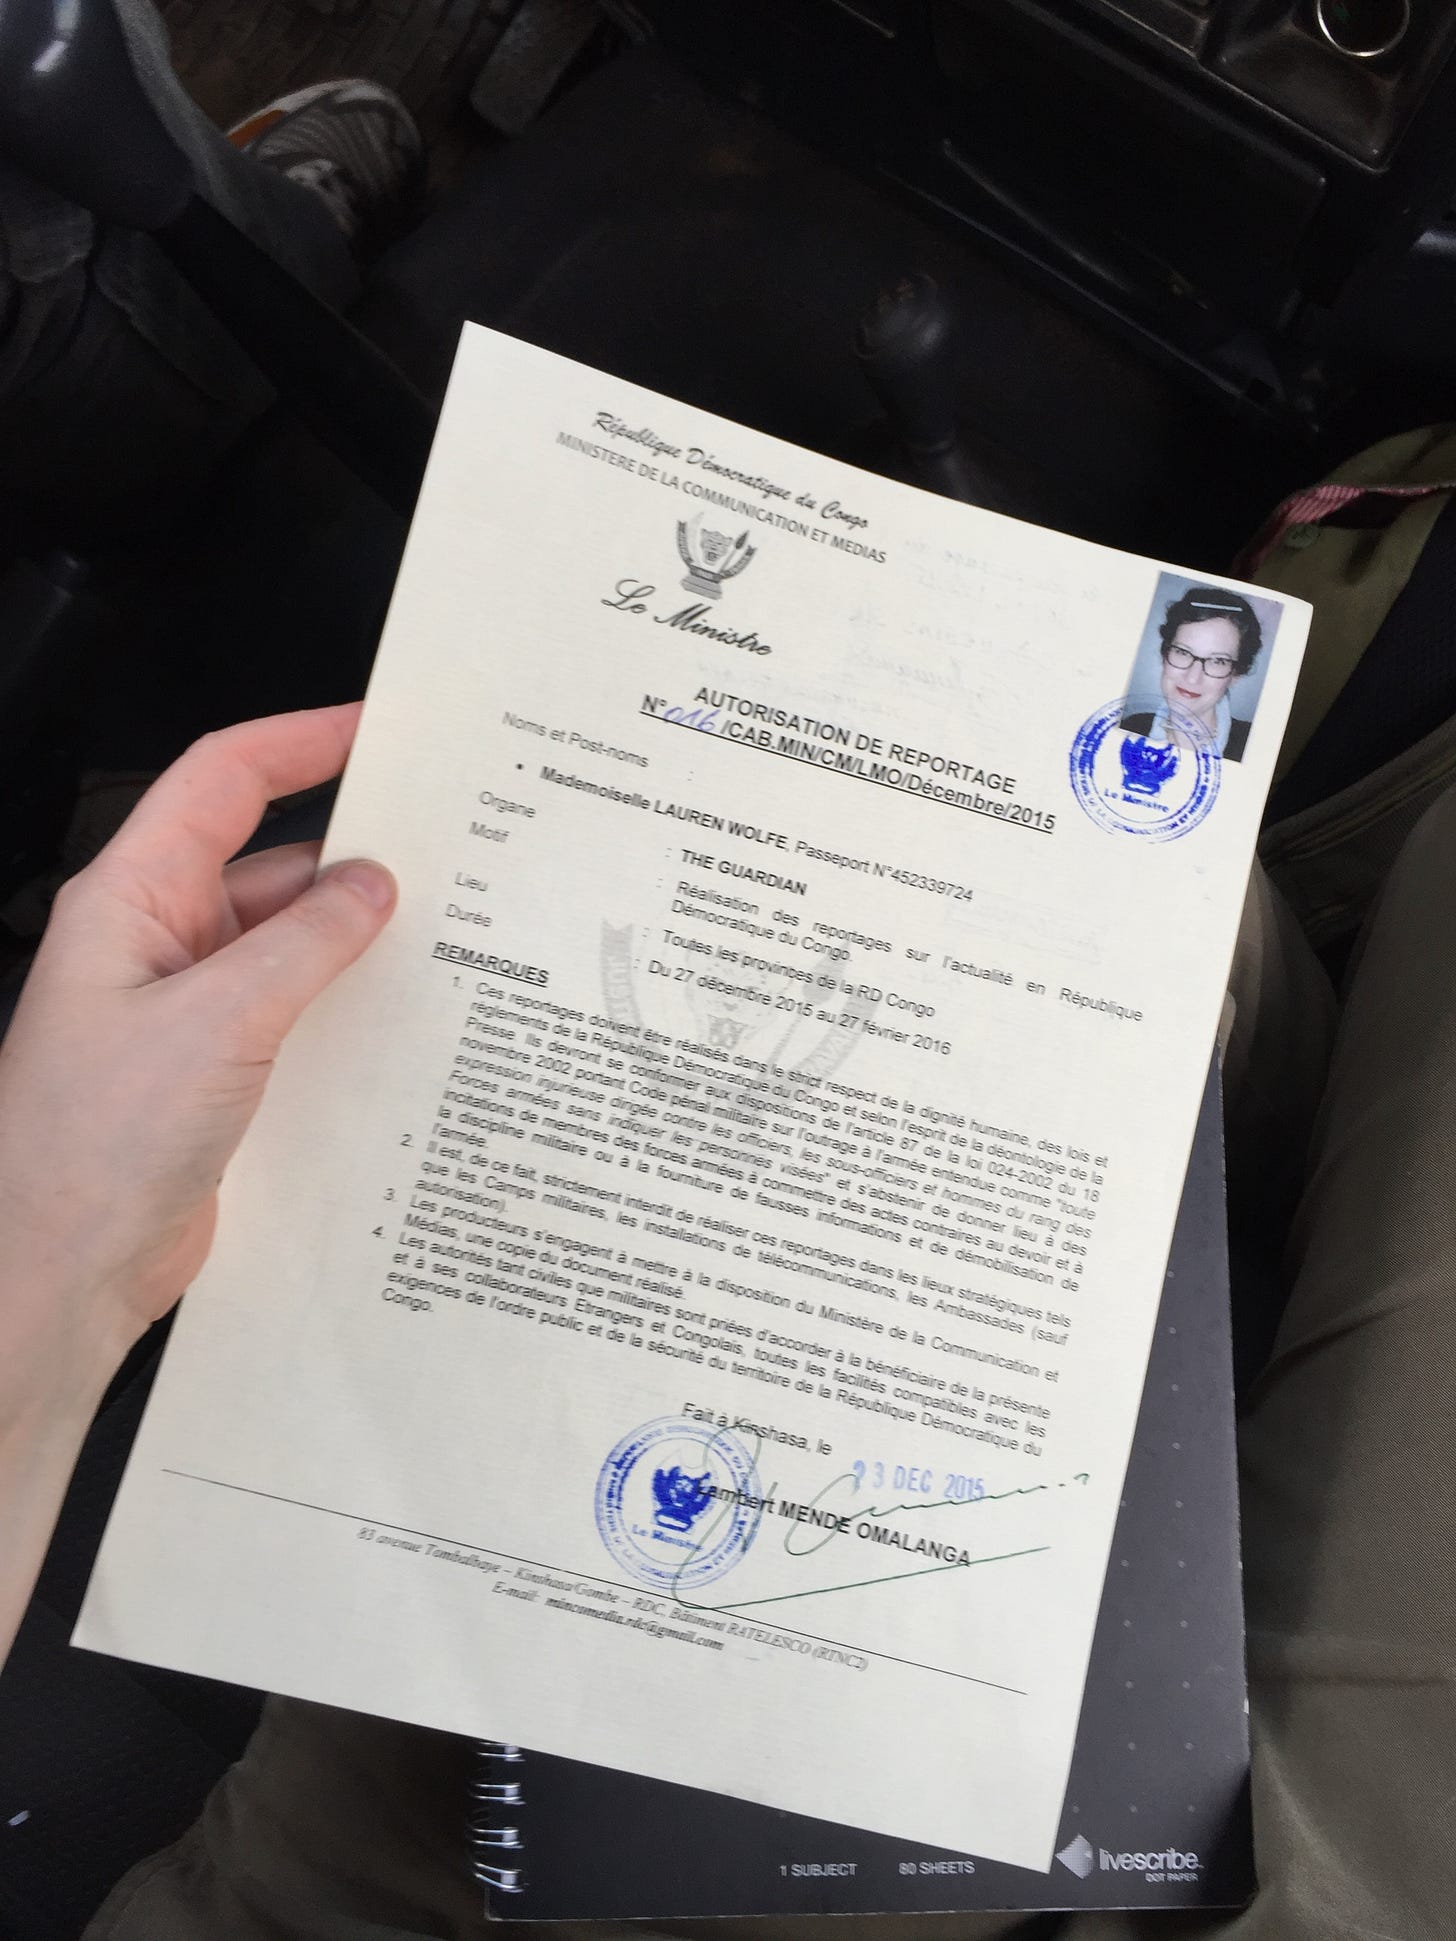 République Démocratique du Congo
MINISTERE DE LA COMMUNICATION ET MEDIAS
Le Ministre
AUTORISATION DE REPORTAGE
N°016/CAB.MIN/CM/LMO/Décembre/2015
Le Ministre
Noms et Post-noms :
• Mademoiselle LAUREN WOLFE, Passeport N°452339724
Organe : THE GUARDIAN
Motif : Réalisation des reportages sur l'actualité en République
Démocratique du Congo.
Lieu : Toutes les provinces de la RD Congo
Durée : Du 27 décembre 2015 au 27 février 2016
REMARQUES
1. Ces reportages doivent être réalisés dans le strict respect de la dignité humaine, des lois et
règlements de la République Démocratique du Congo et selon l'esprit de la déontologie de la
Presse. Ils devront se conformer aux dispositions de l'article 87 de la loi 024-2002 du 18
novembre 2002 portant Code pénal militaire sur l'outrage à l'armée entendue comme "toute
expression injurieuse dirigée contre les officiers, les sous-officiers et hommes du rang des
Forces armées sans indiquer les personnes visées" et s'abstenir de donner lieu à des
incitations de membres des forces armées à commettre des actes contraires au devoir et à
la discipline militaire ou à la fourniture de fausses informations et de démobilisation de
l'armée.
2. Il est, de ce fait, strictement interdit de réaliser ces reportages dans les lieux stratégiques tels
que les Camps militaires, les installations de télécommunications, les Ambassades (sauf
autorisation).
3. Les producteurs s'engagent à mettre à la disposition du Ministère de la Communication et
Médias, une copie du document réalisé.
4. Les autorités tant civiles que militaires sont priées d'accorder à la bénéficiaire de la présente
et à ses collaborateurs Etrangers et Congolais, toutes les facilités compatibles avec les
exigences de l'ordre public et de la sécurité du territoire de la République Démocratique du
Congo.
Fait à Kinshasa, le
23 DEC 2015
Lambert MENDE OMALANGA
Le Ministre
83 avenue Tombalbaye – Kinshasa/Gombe – RDC, Bâtiment RATELESCO (RTNC2)
E-mail: mincomedia.rdc@gmail.com
1 SUBJECT 80 SHEETS
livescribe
DOT PAPER